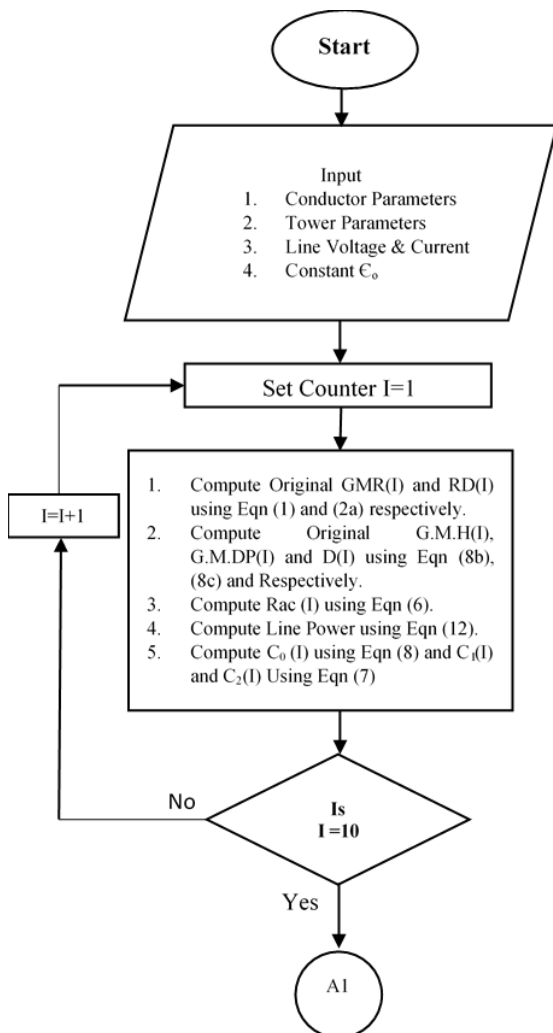 Start
Input
1. Conductor Parameters
2. Tower Parameters
3. Line Voltage & Current
4. Constant Є₀
Set Counter I=1
I=I+1
1. Compute Original GMR(I) and RD(I)
using Eqn (1) and (2a) respectively.
2. Compute Original G.M.H(I),
G.M.DP(I) and D(I) using Eqn (8b),
(8c) and Respectively.
3. Compute Rac (I) using Eqn (6).
4. Compute Line Power using Eqn (12).
5. Compute C₀ (I) using Eqn (8) and C₁(I)
and C₂(I) Using Eqn (7)
No
Is
I =10
Yes
A1